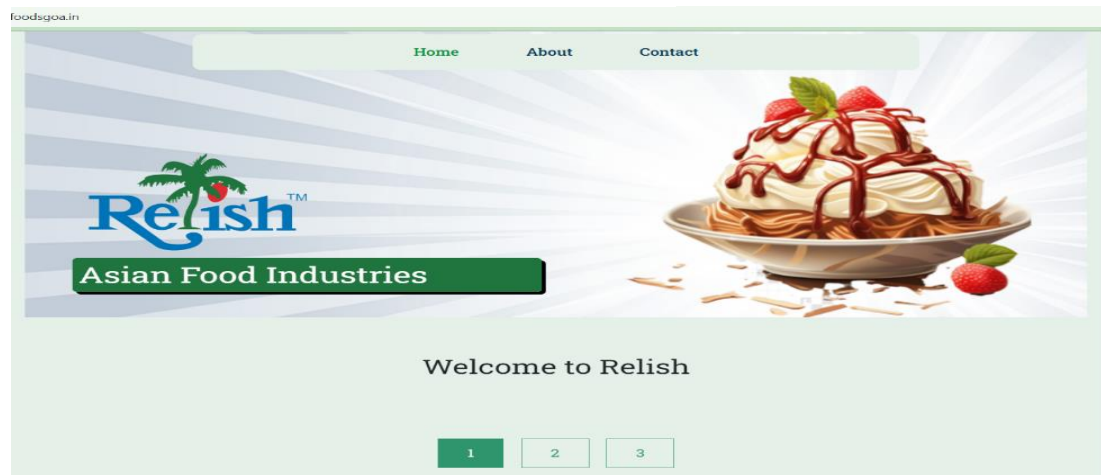 foodsgoa.in
Home About Contact
Relish™
Asian Food Industries
Welcome to Relish
1 2 3